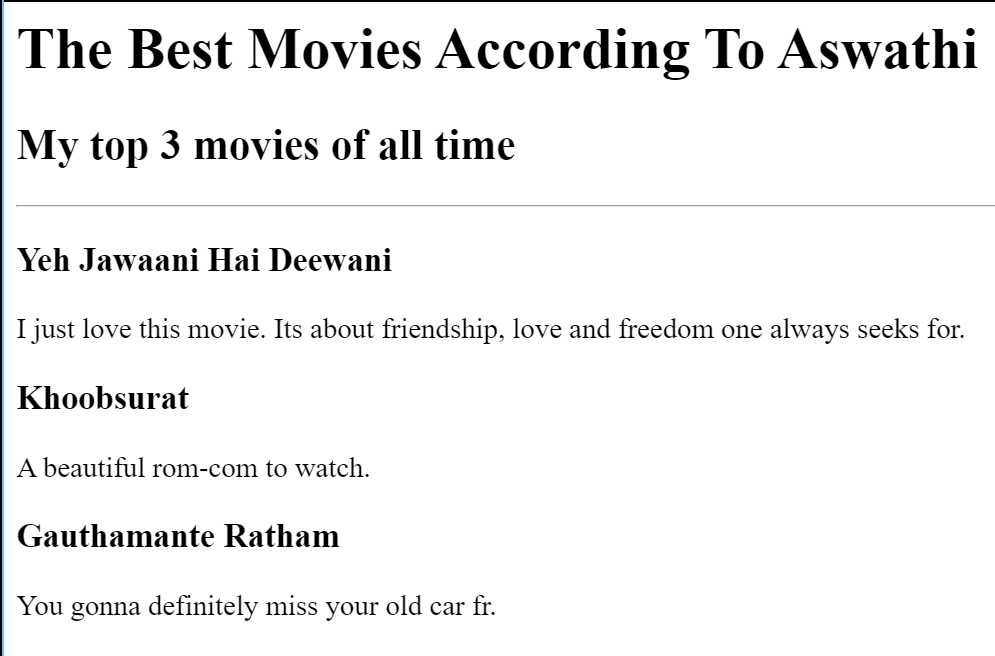 The Best Movies According To Aswathi
My top 3 movies of all time
Yeh Jawaani Hai Deewani
I just love this movie. Its about friendship, love and freedom one always seeks for.
Khoobsurat
A beautiful rom-com to watch.
Gauthamante Ratham
You gonna definitely miss your old car fr.